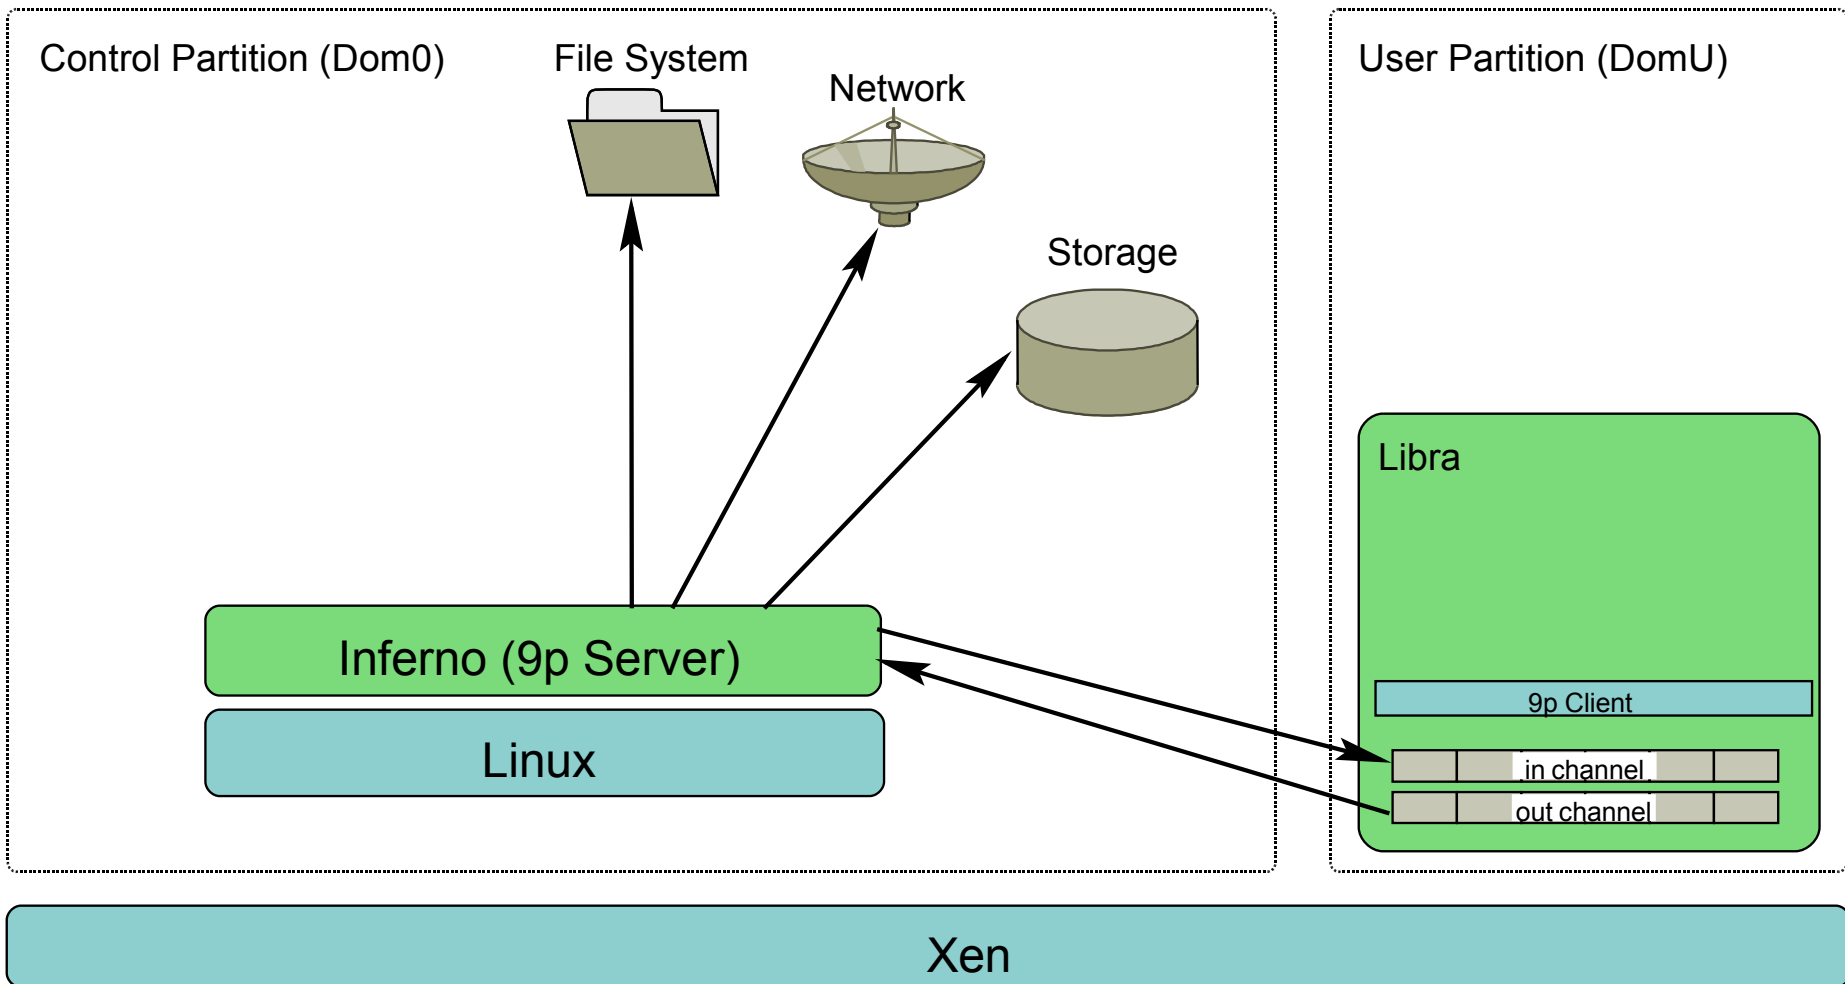 Control Partition (Dom0)
File System
Network
Storage
User Partition (DomU)
Libra
Inferno (9p Server)
Linux
9p Client
in channel
out channel
Xen